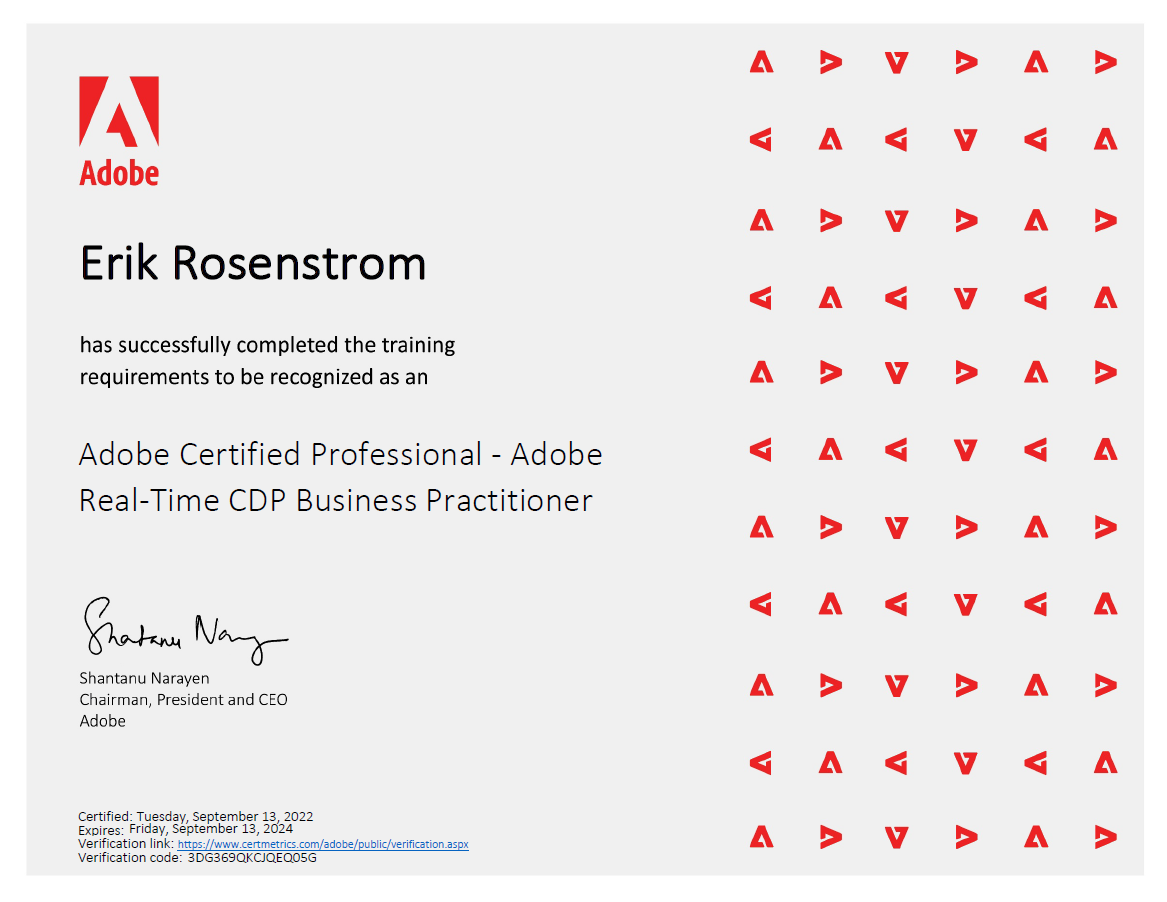 Adobe
Erik Rosenstrom
has successfully completed the training
requirements to be recognized as an
Adobe Certified Professional - Adobe
Real-Time CDP Business Practitioner
Shantanu Narayen
Shantanu Narayen
Chairman, President and CEO
Adobe
Certified: Tuesday, September 13, 2022
Expires: Friday, September 13, 2024
Verification link: https://www.certmetrics.com/adobe/public/verification.aspx
Verification code: 3DG369QKCJQEQ05G